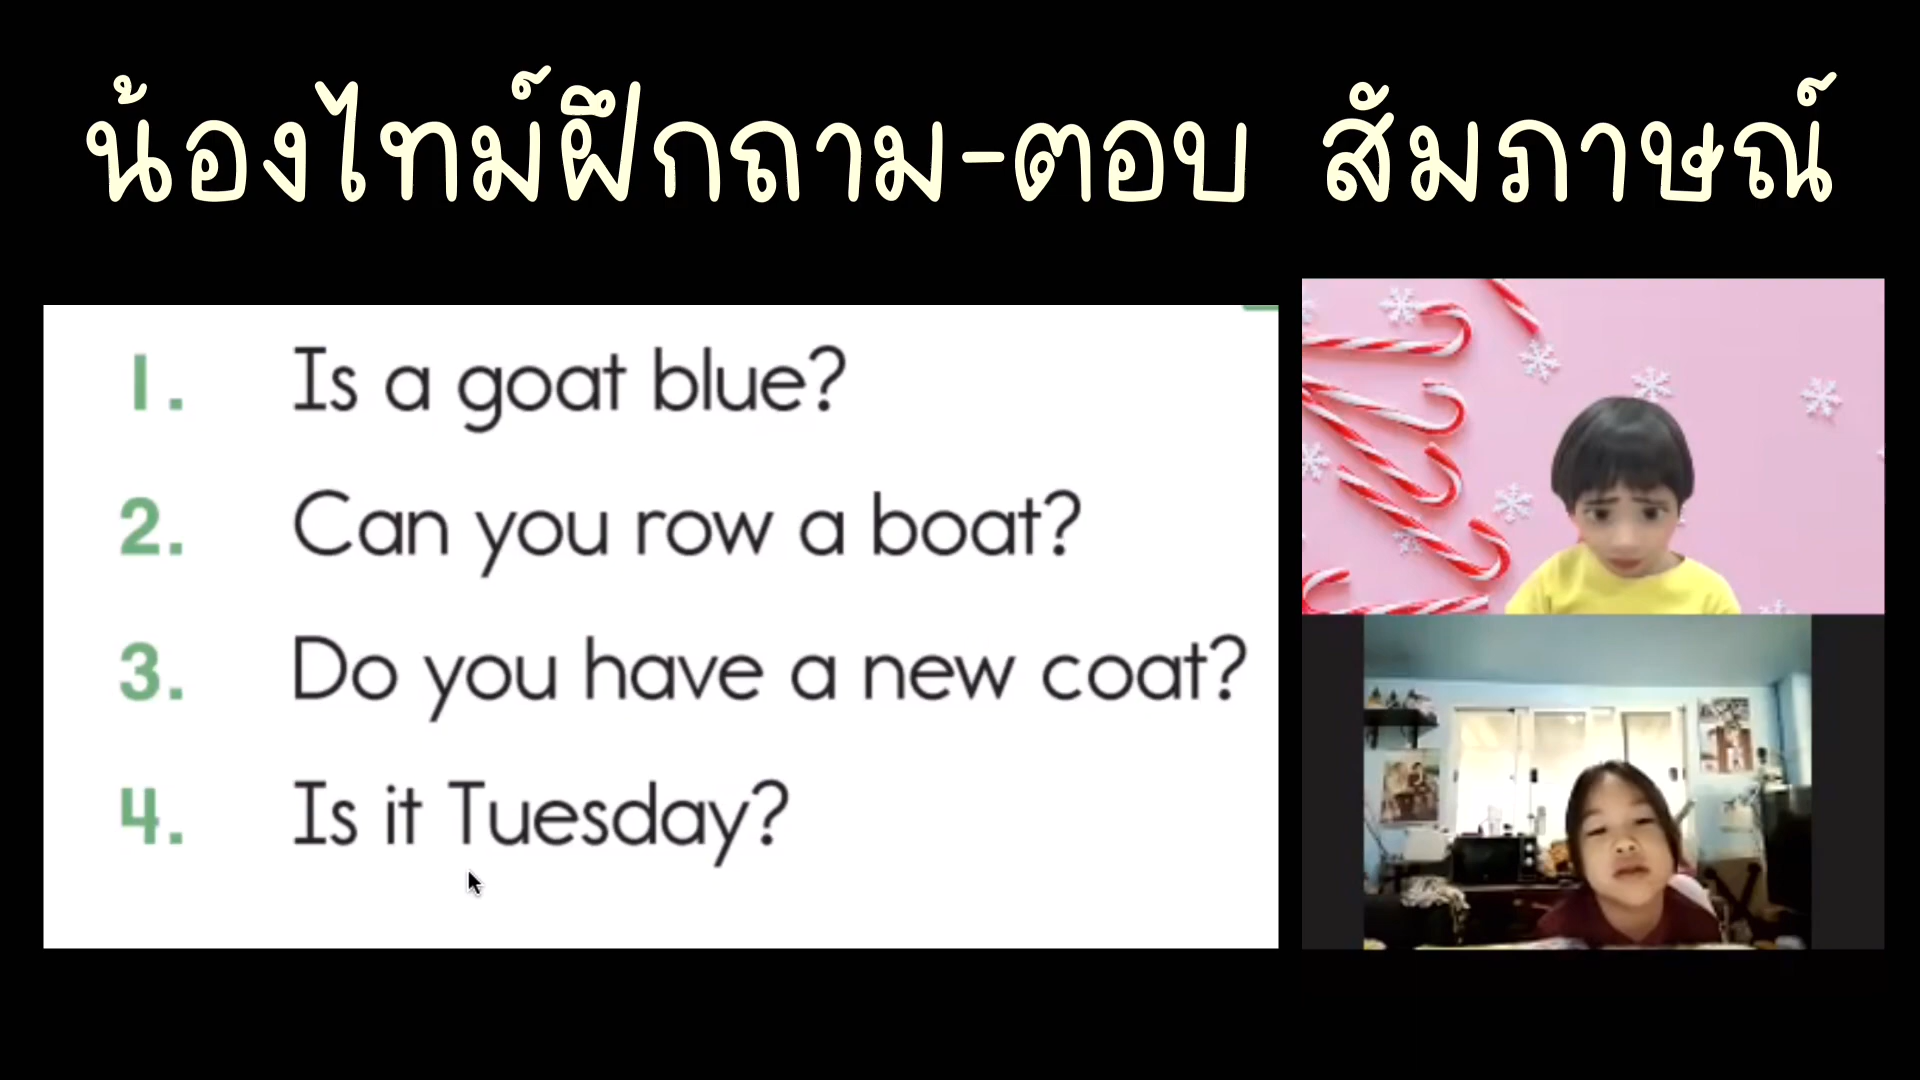 น้องไทม์ฝึกถาม-ตอบ สัมภาษณ์
1. Is a goat blue?
2. Can you row a boat?
3. Do you have a new coat?
4. Is it Tuesday?